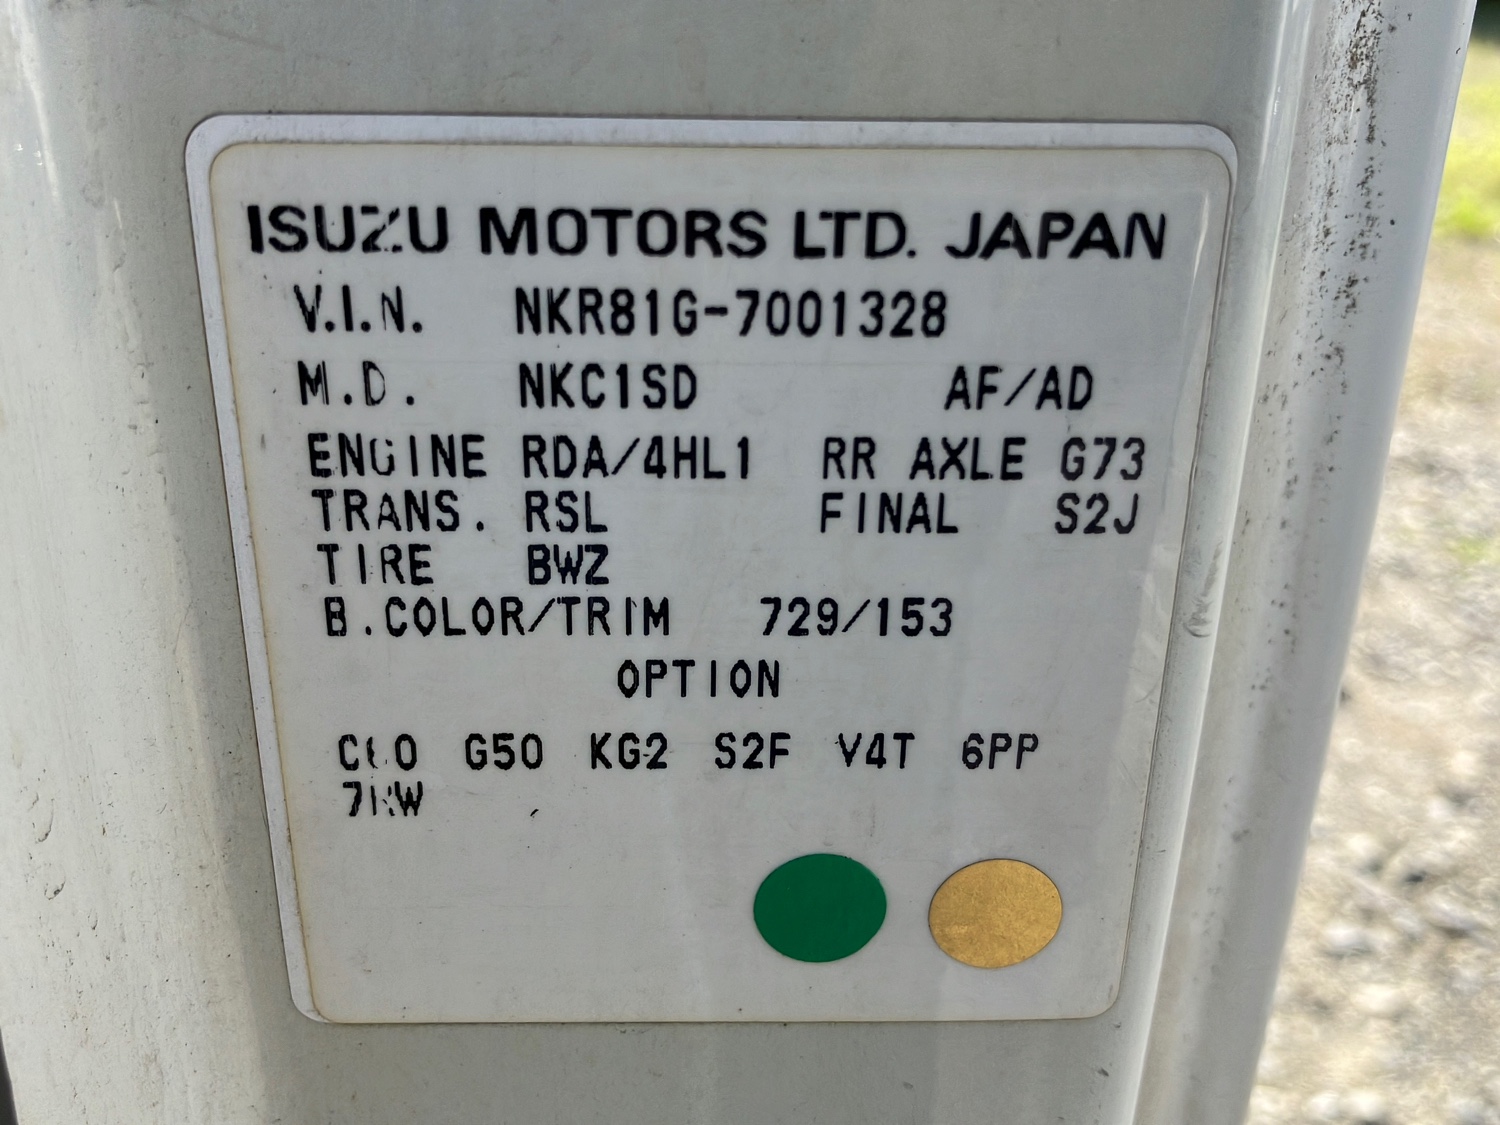 ISUZU MOTORS LTD. JAPAN
V.I.N. NKR81G-7001328
M.D. NKC1SD AF/AD
ENGINE RDA/4HL1 RR AXLE G73
TRANS. RSL FINAL S2J
TIRE BWZ
B.COLOR/TRIM 729/153
OPTION
G50 KG2 S2F V4T 6PP